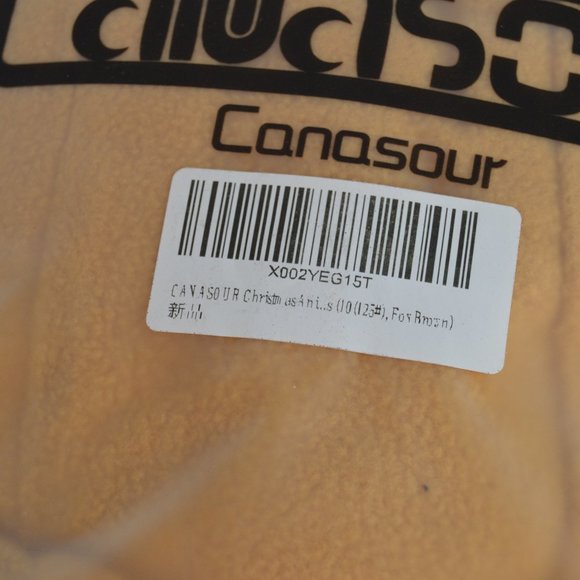 Canasour
X002YEG15T
CANASOUR Christmas Ani...s (10(125#), Fox Brown)
新品